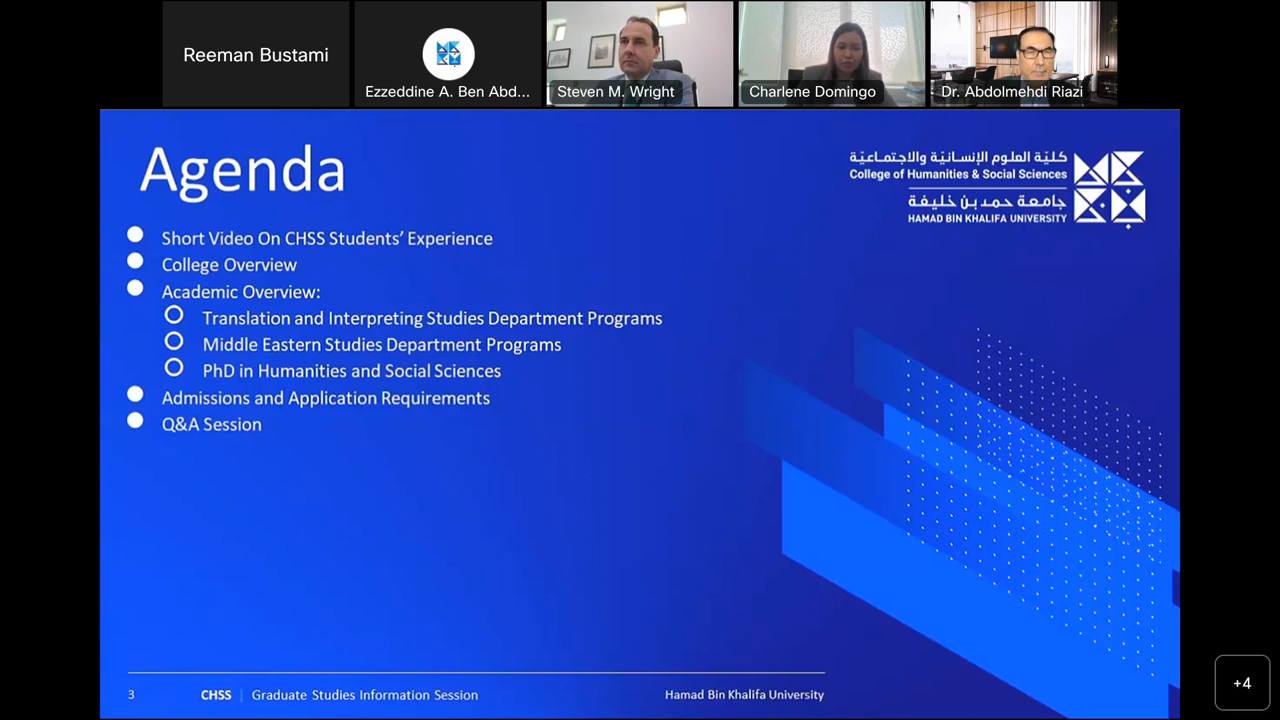 Reeman Bustami
Ezzeddine A. Ben Abd...
Steven M. Wright
Charlene Domingo
Dr. Abdolmehdi Riazi
Agenda
كليّة العلوم الإنسانيّة والاجتماعيّة
College of Humanities & Social Sciences
جامعة حمد بن خليفة
HAMAD BIN KHALIFA UNIVERSITY
Short Video On CHSS Students’ Experience
College Overview
Academic Overview:
Translation and Interpreting Studies Department Programs
Middle Eastern Studies Department Programs
PhD in Humanities and Social Sciences
Admissions and Application Requirements
Q&A Session
3 CHSS | Graduate Studies Information Session Hamad Bin Khalifa University
+4